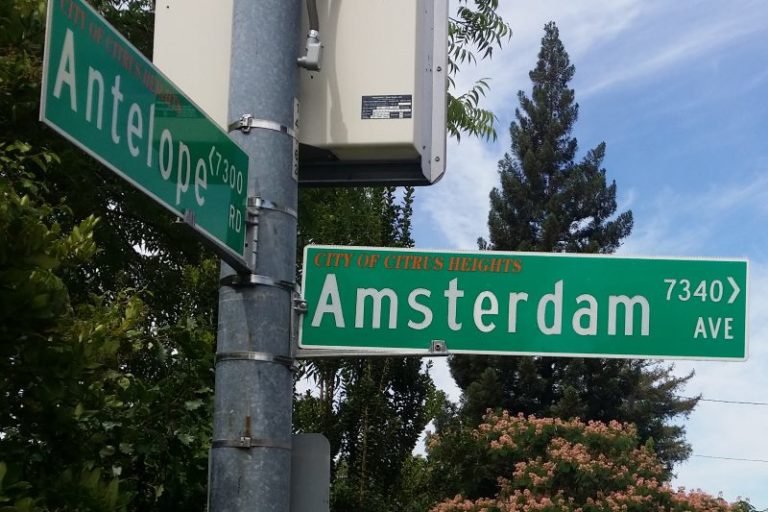 CITY OF CITRUS HEIGHTS
Antelope
<7300
RD
CITY OF CITRUS HEIGHTS
Amsterdam
7340>
AVE